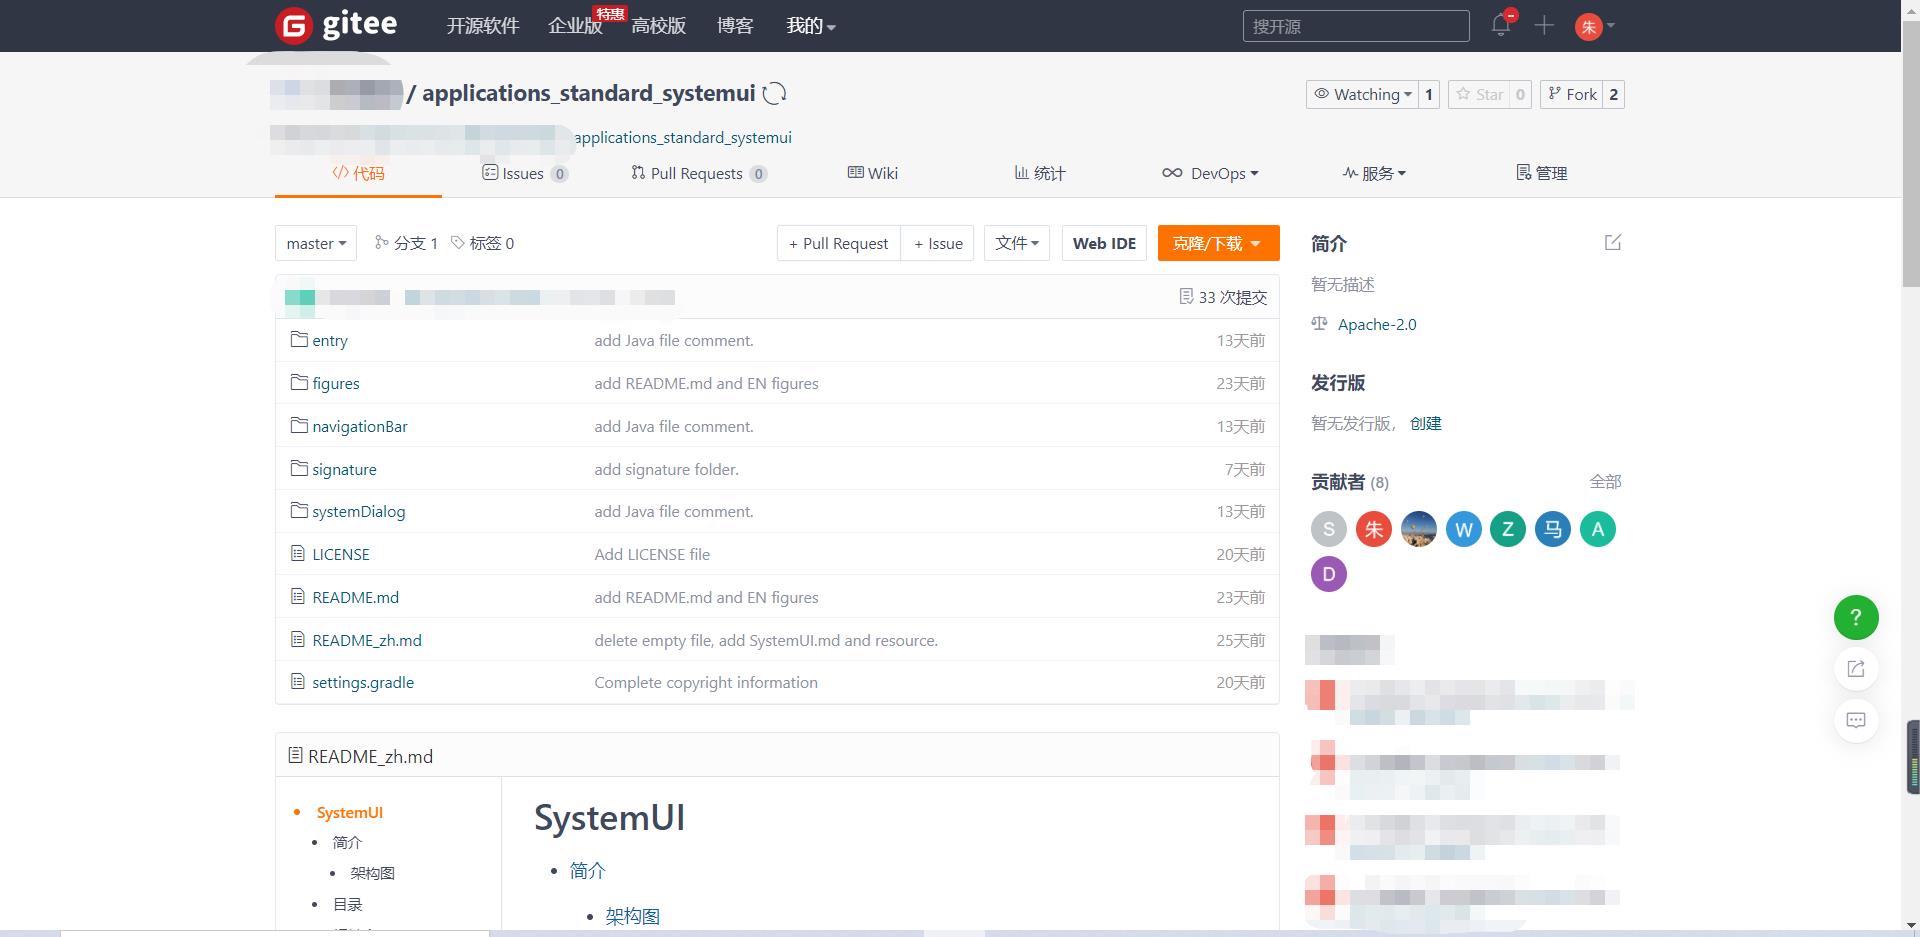 gitee 开源软件 企业版 特惠 高校版 博客 我的 搜开源 朱
/ applications_standard_systemui Watching 1 Star 0 Fork 2
applications_standard_systemui
代码 Issues 0 Pull Requests 0 Wiki 统计 DevOps 服务 管理
master 分支 1 标签 0 + Pull Request + Issue 文件 Web IDE 克隆/下载
33 次提交
entry add Java file comment. 13天前
figures add README.md and EN figures 23天前
navigationBar add Java file comment. 13天前
signature add signature folder. 7天前
systemDialog add Java file comment. 13天前
LICENSE Add LICENSE file 20天前
README.md add README.md and EN figures 23天前
README_zh.md delete empty file, add SystemUI.md and resource. 25天前
settings.gradle Complete copyright information 20天前
README_zh.md
SystemUI
简介
架构图
目录
SystemUI
简介
架构图
简介
暂无描述
Apache-2.0
发行版
暂无发行版， 创建
贡献者 (8) 全部
S 朱 W Z 马 A
D
?